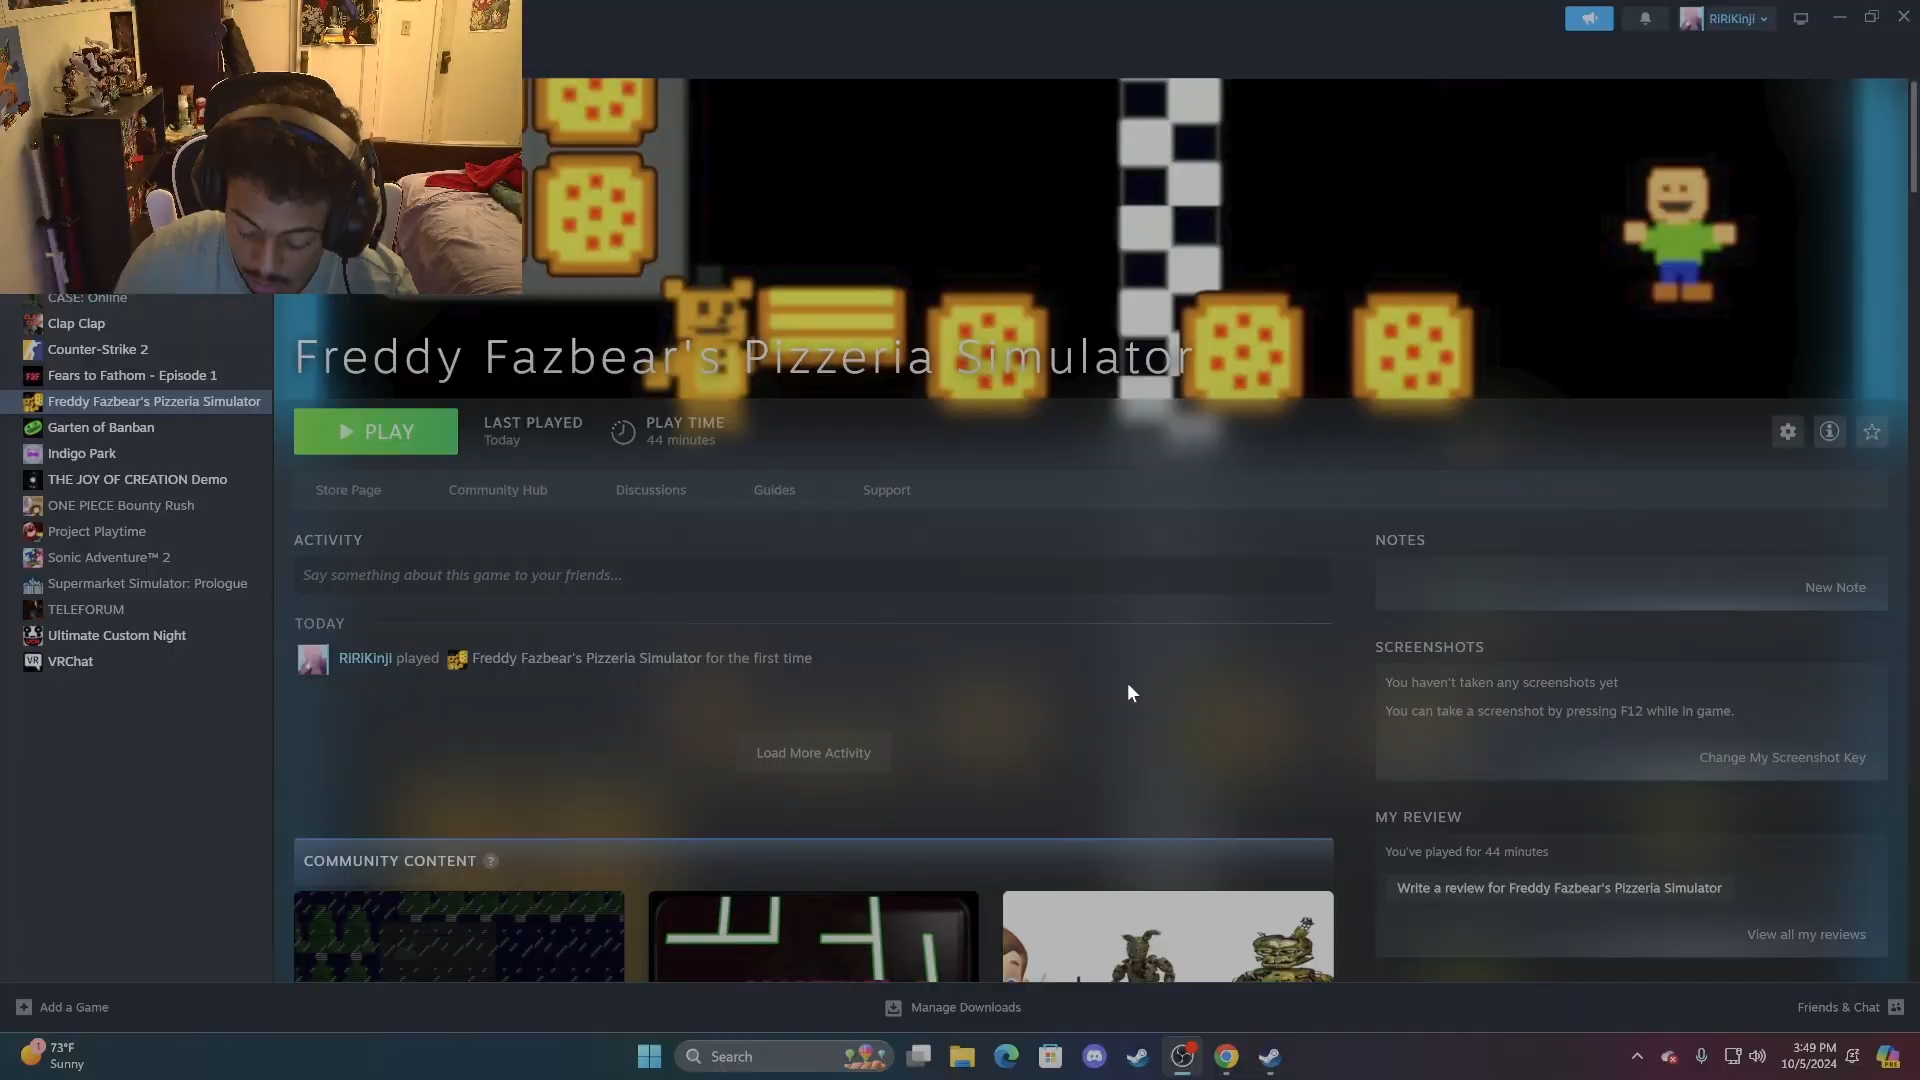 RiRiKinji
CASE: Online
Clap Clap
Counter-Strike 2
Fears to Fathom - Episode 1
Freddy Fazbear's Pizzeria Simulator
Garten of Banban
Indigo Park
THE JOY OF CREATION Demo
ONE PIECE Bounty Rush
Project Playtime
Sonic Adventure™ 2
Supermarket Simulator: Prologue
TELEFORUM
Ultimate Custom Night
VRChat
Freddy Fazbear's Pizzeria Simulator
PLAY
LAST PLAYED
Today
PLAY TIME
44 minutes
Store Page
Community Hub
Discussions
Guides
Support
ACTIVITY
Say something about this game to your friends...
TODAY
RiRiKinji played Freddy Fazbear's Pizzeria Simulator for the first time
Load More Activity
COMMUNITY CONTENT ?
NOTES
New Note
SCREENSHOTS
You haven't taken any screenshots yet
You can take a screenshot by pressing F12 while in game.
Change My Screenshot Key
MY REVIEW
You've played for 44 minutes
Write a review for Freddy Fazbear's Pizzeria Simulator
View all my reviews
Add a Game
Manage Downloads
Friends & Chat
1
73°F
Sunny
Search
3:49 PM
10/5/2024
PRE